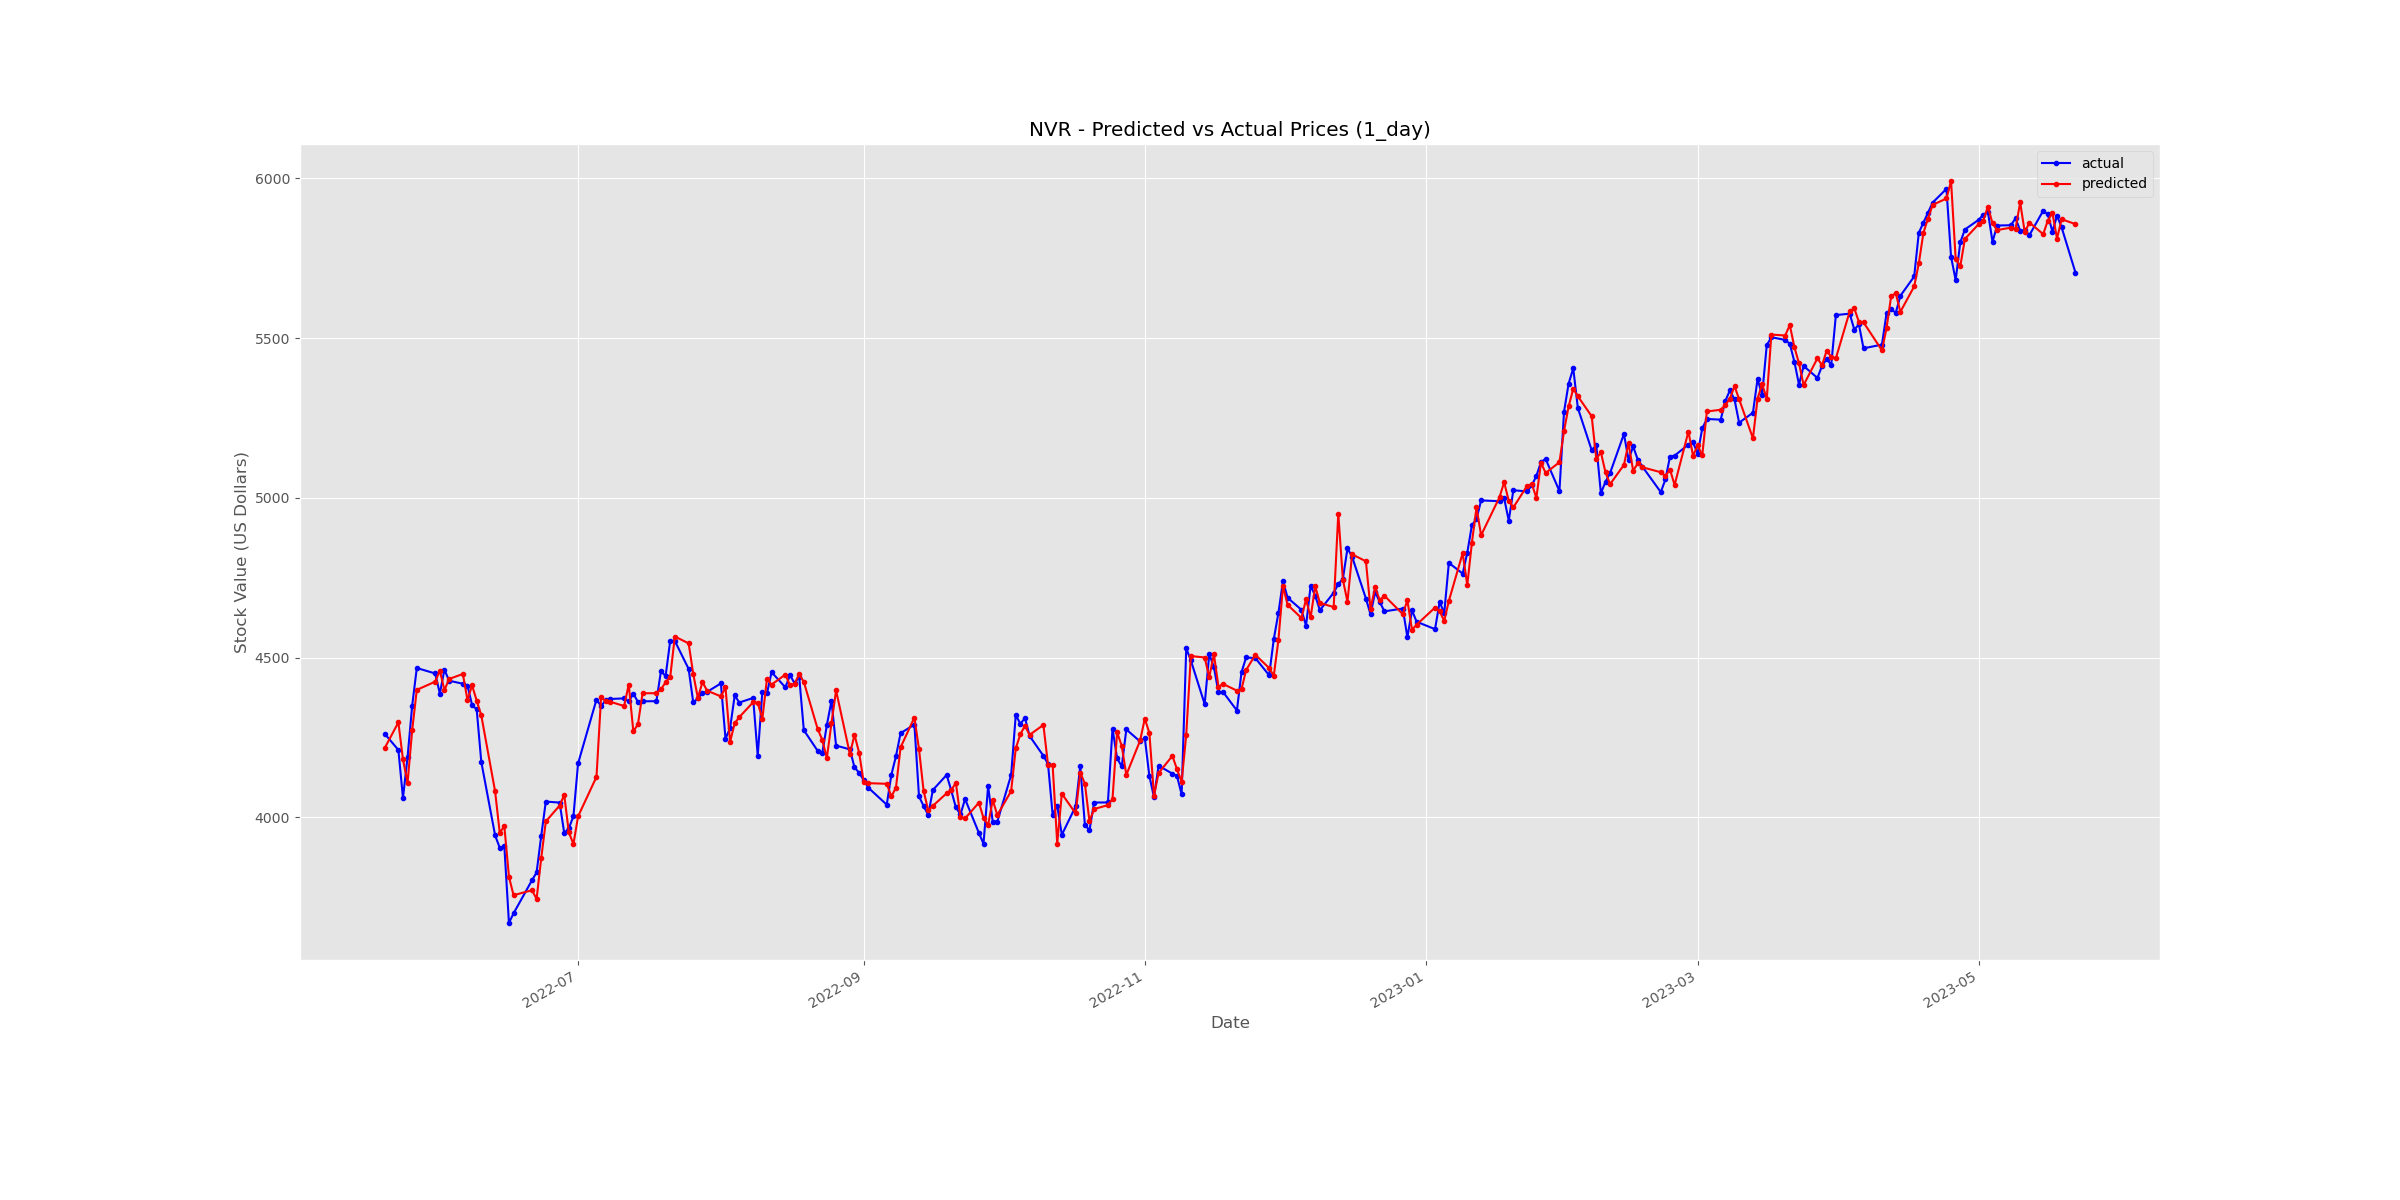 NVR - Predicted vs Actual Prices (1_day)
actual
predicted
6000
5500
5000
4500
4000
Stock Value (US Dollars)
2022-07
2022-09
2022-11
2023-01
2023-03
2023-05
Date